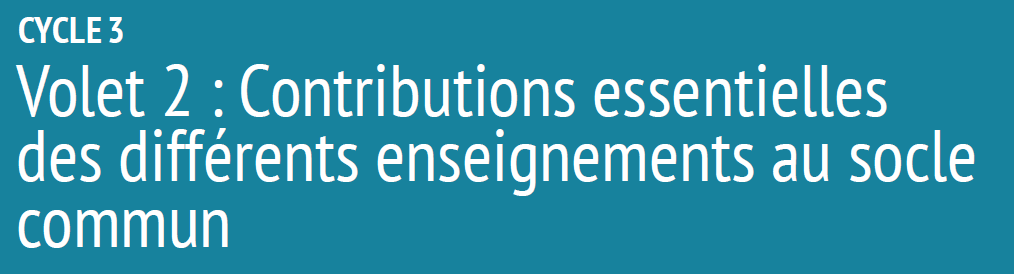 CYCLE 3
Volet 2 : Contributions essentielles
des différents enseignements au socle
commun